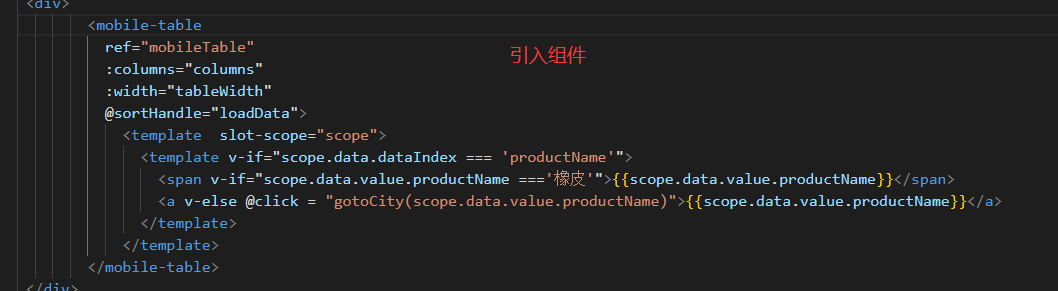 <div>
<mobile-table
引入组件
ref="mobileTable"
:columns="columns"
:width="tableWidth"
@sortHandle="loadData">
<template  slot-scope="scope">
<template v-if="scope.data.dataIndex === 'productName'">
<span v-if="scope.data.value.productName ==='橡皮'">{{scope.data.value.productName}}</span>
<a v-else @click = "gotoCity(scope.data.value.productName)">{{scope.data.value.productName}}</a>
</template>
</template>
</mobile-table>
</div>